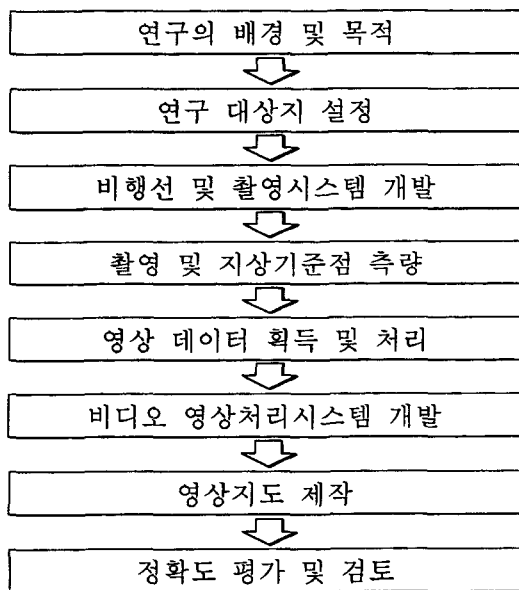 연구의 배경 및 목적
연구 대상지 설정
비행선 및 촬영시스템 개발
촬영 및 지상기준점 측량
영상 데이터 획득 및 처리
비디오 영상처리시스템 개발
영상지도 제작
정확도 평가 및 검토